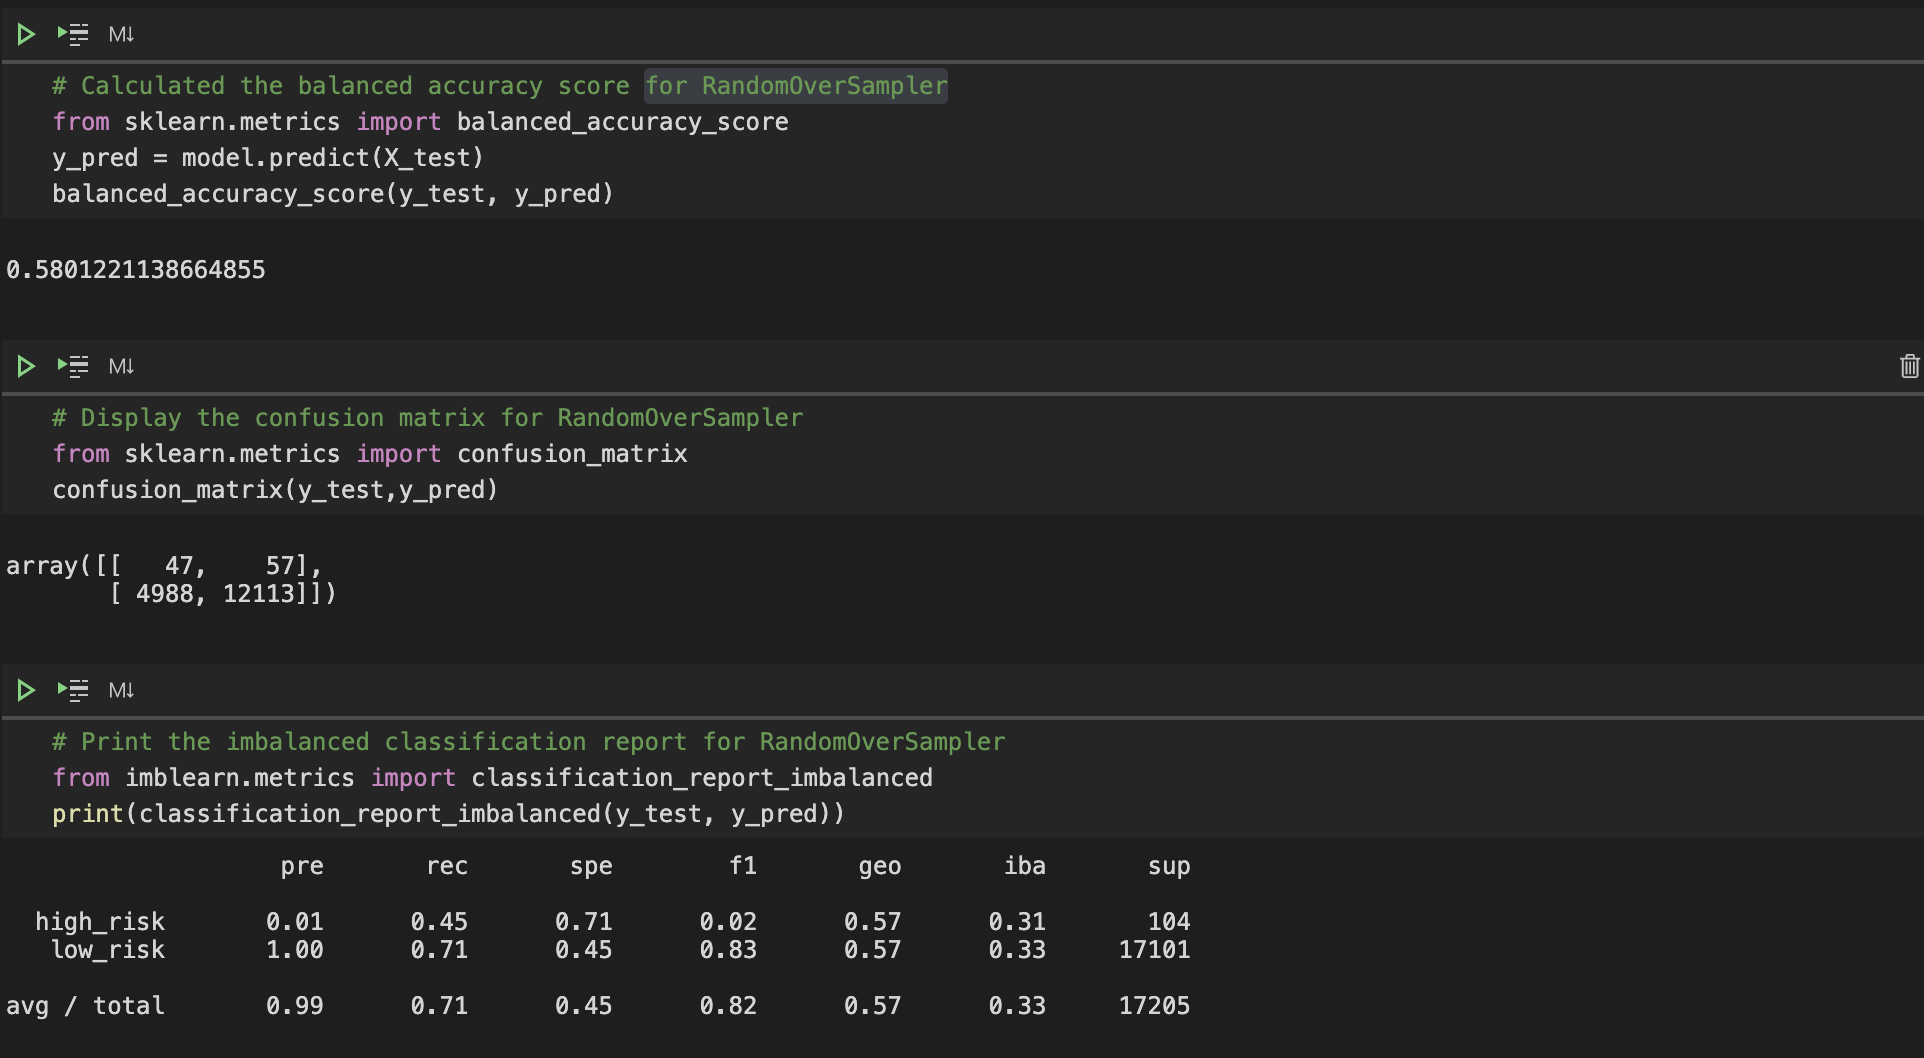 M↓
# Calculated the balanced accuracy score for RandomOverSampler
from sklearn.metrics import balanced_accuracy_score
y_pred = model.predict(X_test)
balanced_accuracy_score(y_test, y_pred)
0.5801221138664855
M↓
# Display the confusion matrix for RandomOverSampler
from sklearn.metrics import confusion_matrix
confusion_matrix(y_test,y_pred)
array([[   47,    57],
       [ 4988, 12113]])
M↓
# Print the imbalanced classification report for RandomOverSampler
from imblearn.metrics import classification_report_imbalanced
print(classification_report_imbalanced(y_test, y_pred))
                   pre       rec       spe        f1       geo       iba       sup
  high_risk       0.01      0.45      0.71      0.02      0.57      0.31       104
   low_risk       1.00      0.71      0.45      0.83      0.57      0.33     17101
avg / total       0.99      0.71      0.45      0.82      0.57      0.33     17205